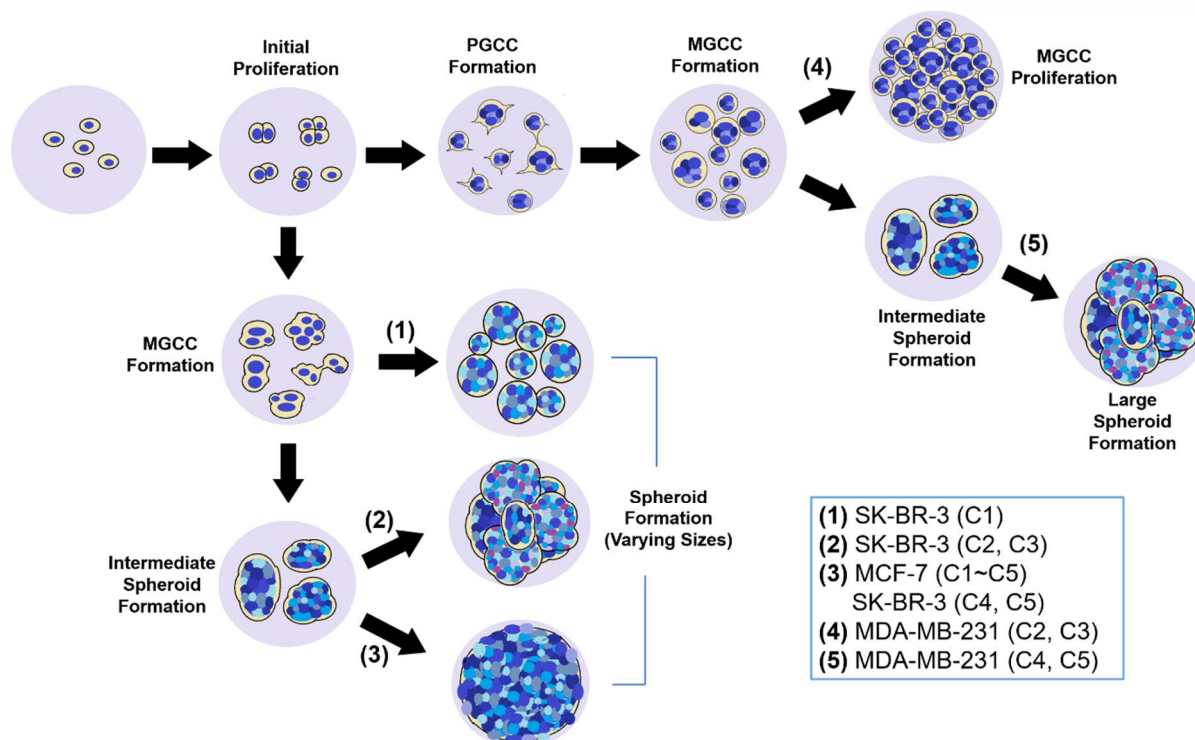 Initial
Proliferation
PGCC
Formation
MGCC
Formation
(4)
MGCC
Proliferation
(5)
Intermediate
Spheroid
Formation
Large
Spheroid
Formation
MGCC
Formation
(1)
Spheroid
Formation
(Varying Sizes)
Intermediate
Spheroid
Formation
(2)
(3)
(1) SK-BR-3 (C1)
(2) SK-BR-3 (C2, C3)
(3) MCF-7 (C1~C5)
SK-BR-3 (C4, C5)
(4) MDA-MB-231 (C2, C3)
(5) MDA-MB-231 (C4, C5)